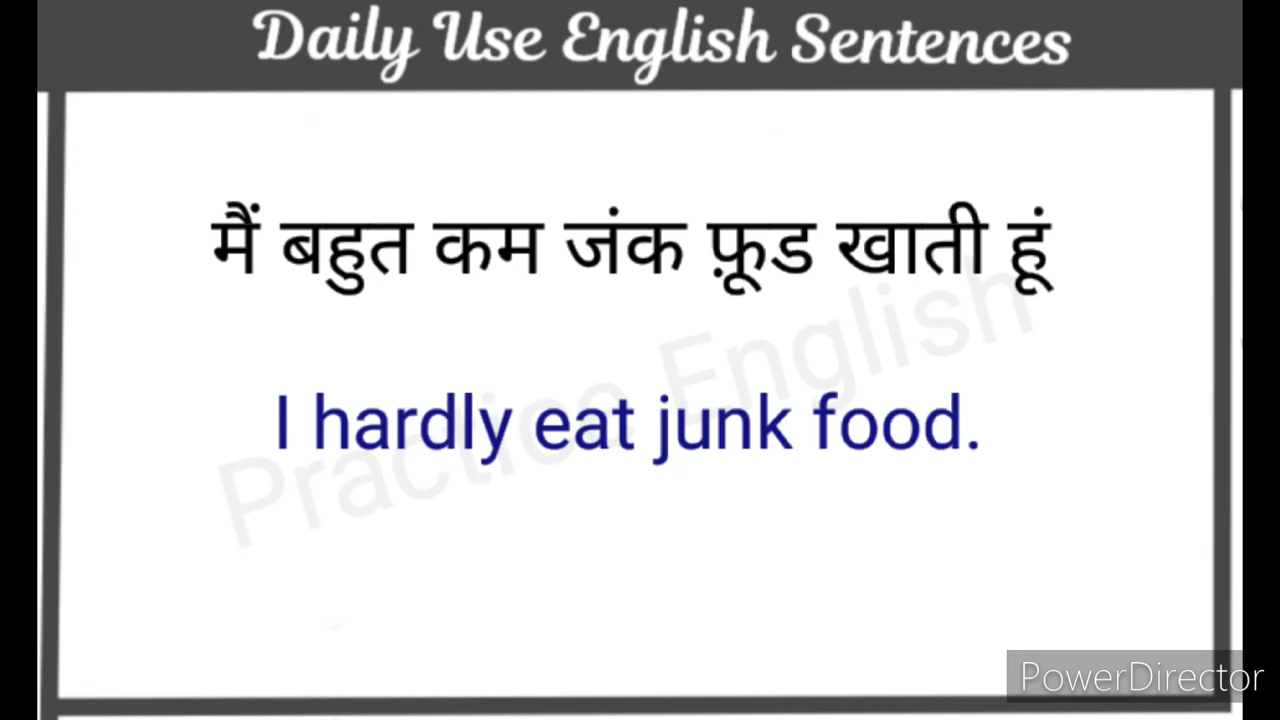 Daily Use English Sentences
मैं बहुत कम जंक फ़ूड खाती हूं
I hardly eat junk food.
Practice English
PowerDirector